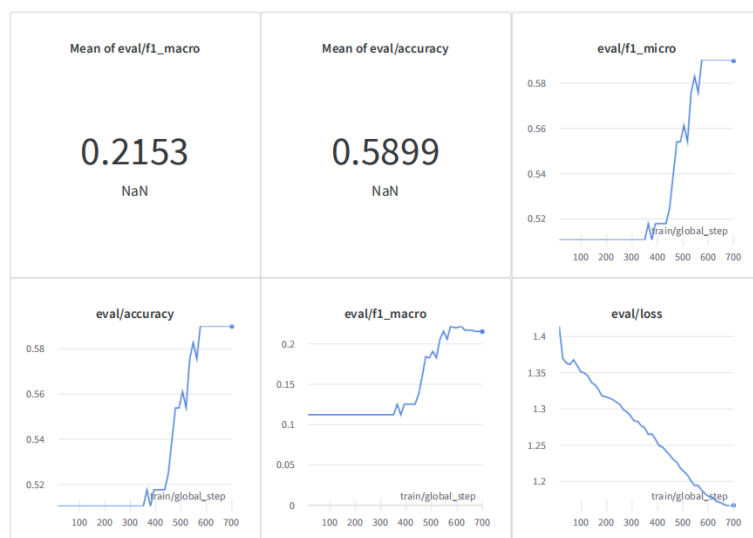 Mean of eval/f1_macro
0.2153
NaN
Mean of eval/accuracy
0.5899
NaN
eval/f1_micro
0.58
0.56
0.54
0.52
train/global_step
100 200 300 400 500 600 700
eval/accuracy
0.58
0.56
0.54
0.52
train/global_step
100 200 300 400 500 600 700
eval/f1_macro
0.2
0.15
0.1
0.05
0
train/global_step
100 200 300 400 500 600 700
eval/loss
1.4
1.35
1.3
1.25
1.2
train/global_step
100 200 300 400 500 600 700